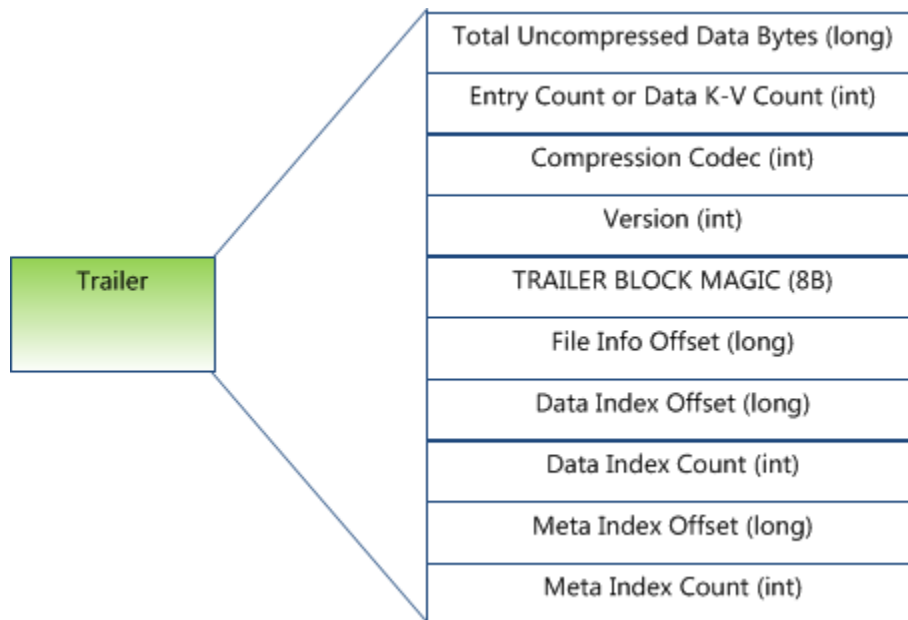 Trailer
Total Uncompressed Data Bytes (long)
Entry Count or Data K-V Count (int)
Compression Codec (int)
Version (int)
TRAILER BLOCK MAGIC (8B)
File Info Offset (long)
Data Index Offset (long)
Data Index Count (int)
Meta Index Offset (long)
Meta Index Count (int)